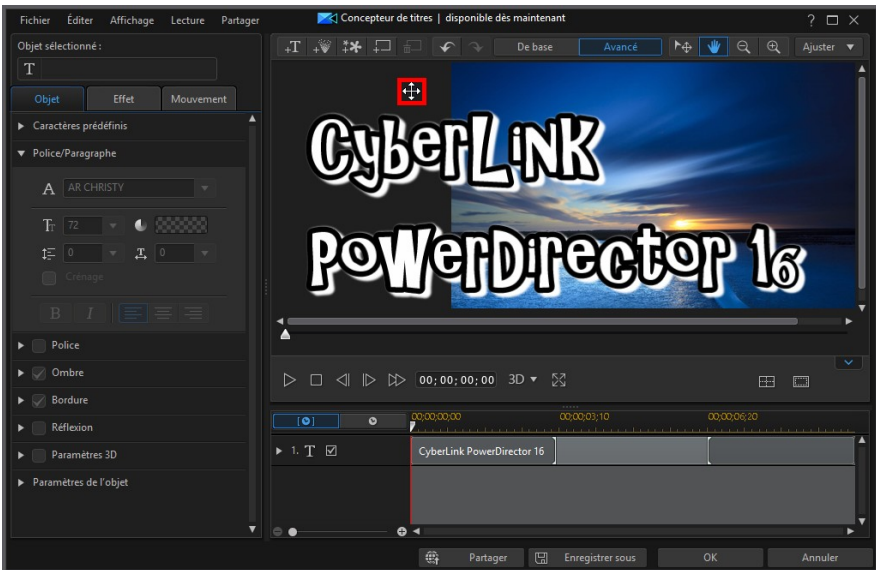 Fichier Éditer Affichage Lecture Partager Concepteur de titres | disponible dès maintenant ?
Objet sélectionné :
T
+T De base Avancé Ajuster
Objet Effet Mouvement
Caractères prédéfinis
Police/Paragraphe
A AR CHRISTY
72
0 0
Crénage
B I
Police
Ombre
Bordure
Réflexion
Paramètres 3D
Paramètres de l'objet
CyberLink
PowerDirector 16
00;00;00;00 3D
00;00;00;00 00;00;03;10 00;00;06;20
1. T CyberLink PowerDirector 16
Partager Enregistrer sous OK Annuler